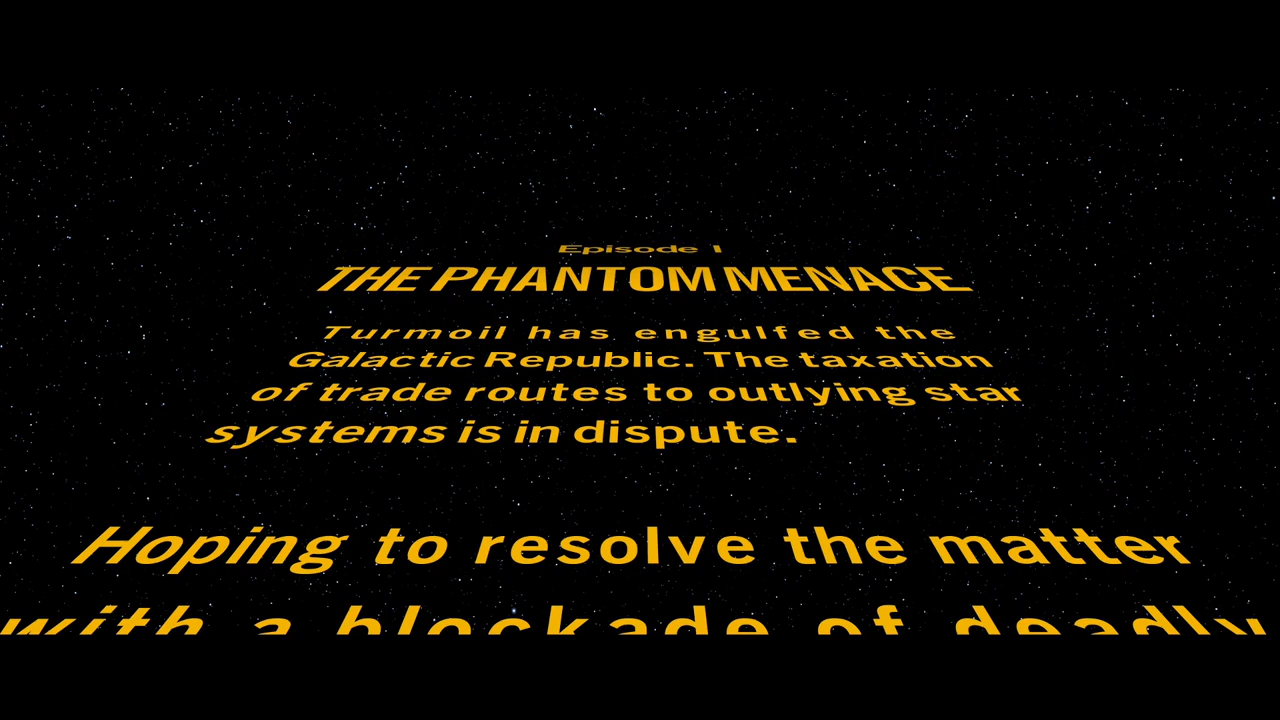 Episode I
THE PHANTOM MENACE
Turmoil has engulfed the
Galactic Republic. The taxation
of trade routes to outlying star
systems is in dispute.
Hoping to resolve the matter
with a blockade of deadly